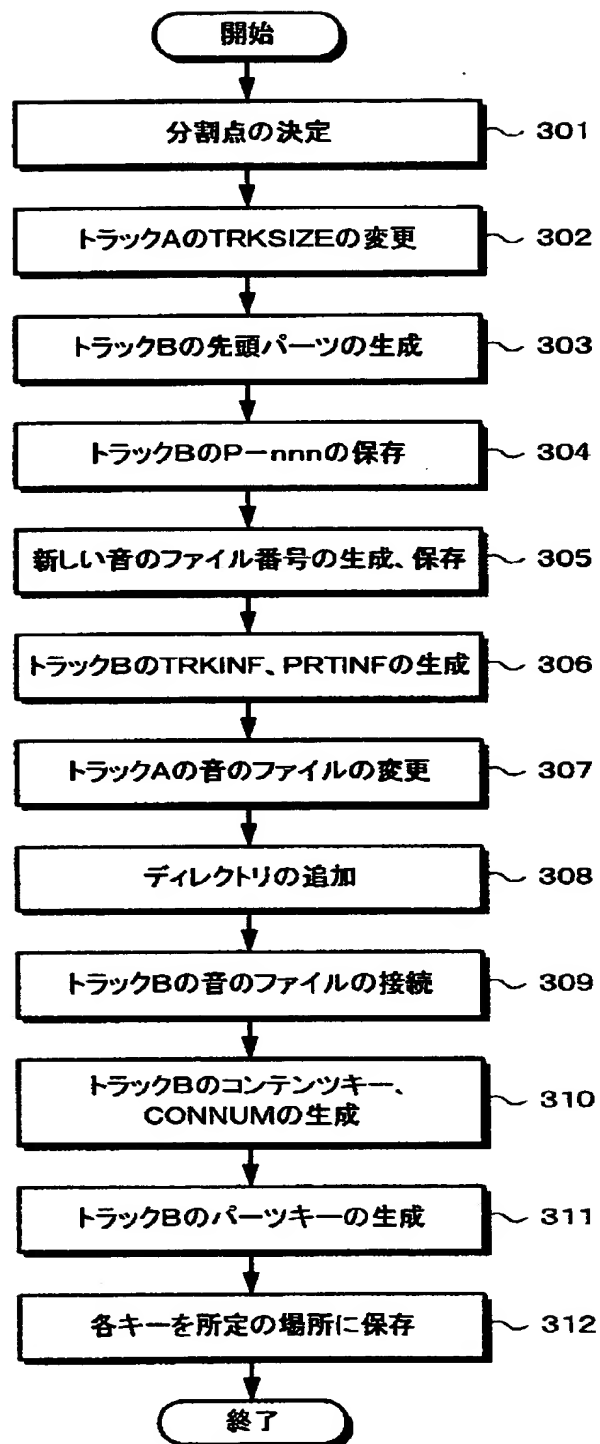 開始
分割点の決定 301
トラックAのTRKSIZEの変更 302
トラックBの先頭パーツの生成 303
トラックBのP-nnnの保存 304
新しい音のファイル番号の生成、保存 305
トラックBのTRKINF、PRTINFの生成 306
トラックAの音のファイルの変更 307
ディレクトリの追加 308
トラックBの音のファイルの接続 309
トラックBのコンテンツキー、
CONNUMの生成 310
トラックBのパーツキーの生成 311
各キーを所定の場所に保存 312
終了